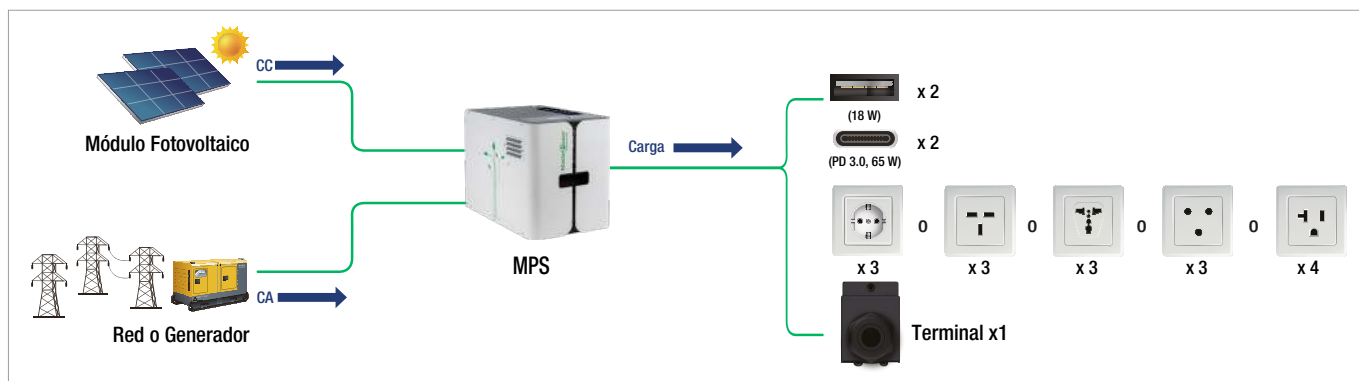 CC
Módulo Fotovoltaico
Red o Generador
CA
MPS
Carga
x 2
(18 W)
x 2
(PD 3.0, 65 W)
O
O
O
O
x 3
x 3
x 3
x 3
x 4
Terminal x1